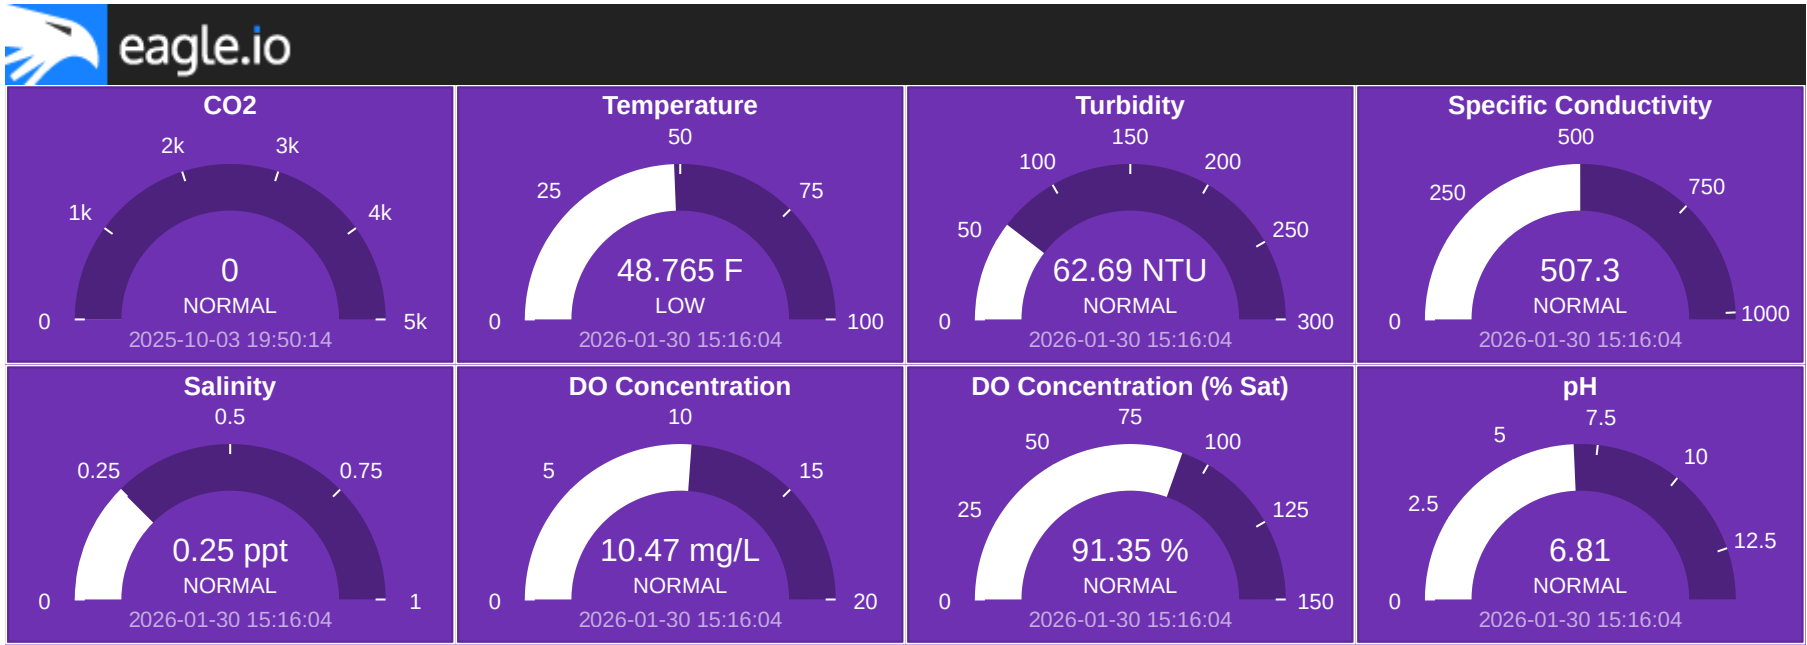 eagle.io
CO2
2k
3k
1k
4k
0
NORMAL
0
5k
2025-10-03 19:50:14
Temperature
50
25
75
48.765 F
LOW
0
100
2026-01-30 15:16:04
Turbidity
150
100
200
50
250
62.69 NTU
NORMAL
0
300
2026-01-30 15:16:04
Specific Conductivity
500
250
750
507.3
NORMAL
0
1000
2026-01-30 15:16:04
Salinity
0.5
0.25
0.75
0.25 ppt
NORMAL
0
1
2026-01-30 15:16:04
DO Concentration
10
5
15
10.47 mg/L
NORMAL
0
20
2026-01-30 15:16:04
DO Concentration (% Sat)
75
50
100
25
125
91.35 %
NORMAL
0
150
2026-01-30 15:16:04
pH
7.5
5
10
2.5
12.5
6.81
NORMAL
0
2026-01-30 15:16:04